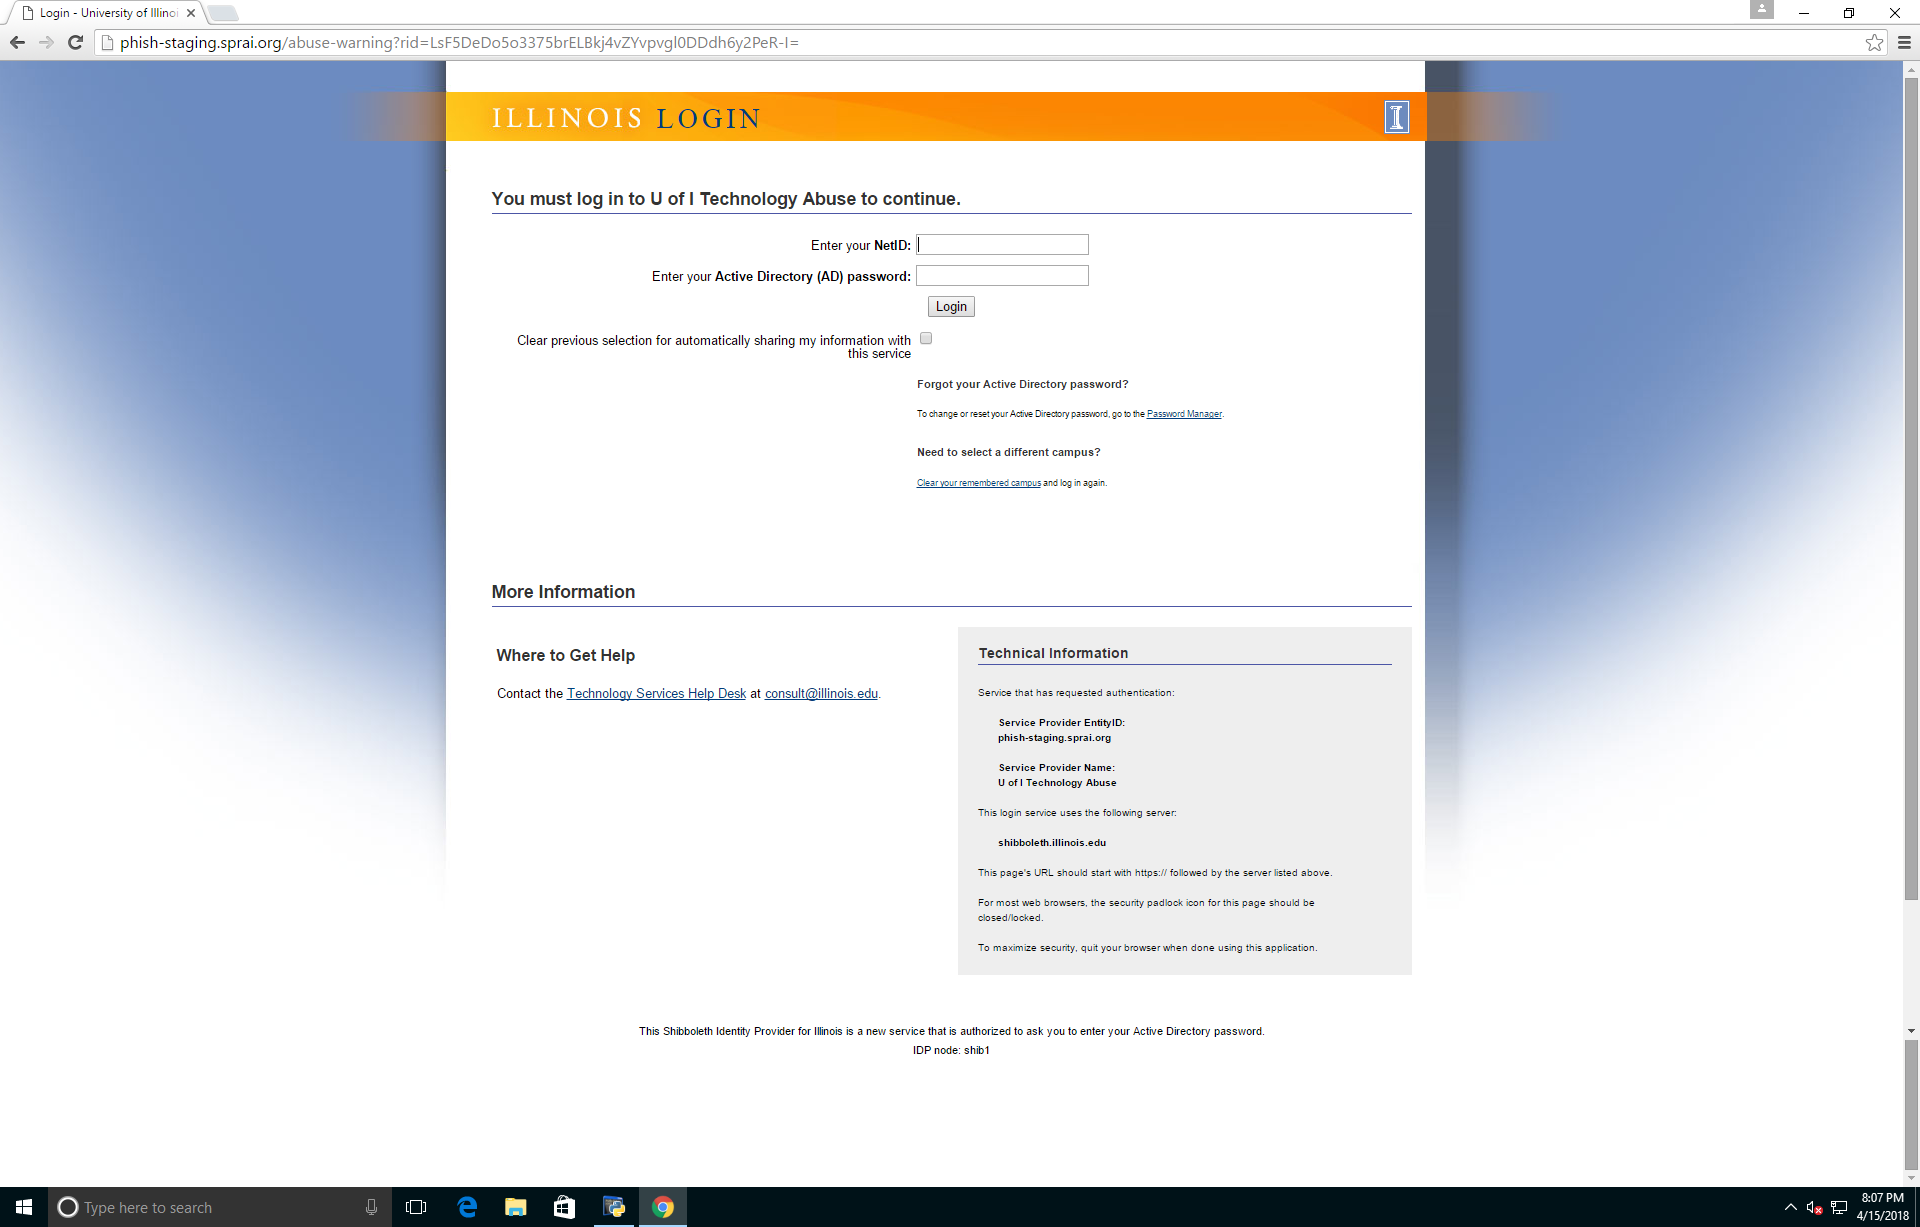 Login - University of Illinoi
phish-staging.sprai.org/abuse-warning?rid=LsF5DeDo5o3375brELBkj4vZYvpvgl0DDdh6y2PeR-I=
ILLINOIS LOGIN
I
You must log in to U of I Technology Abuse to continue.
Enter your NetID:
Enter your Active Directory (AD) password:
Login
Clear previous selection for automatically sharing my information with
this service
Forgot your Active Directory password?
To change or reset your Active Directory password, go to the Password Manager.
Need to select a different campus?
Clear your remembered campus and log in again.
More Information
Where to Get Help
Contact the Technology Services Help Desk at consult@illinois.edu.
Technical Information
Service that has requested authentication:
Service Provider EntityID:
phish-staging.sprai.org
Service Provider Name:
U of I Technology Abuse
This login service uses the following server:
shibboleth.illinois.edu
This page's URL should start with https:// followed by the server listed above.
For most web browsers, the security padlock icon for this page should be
closed/locked.
To maximize security, quit your browser when done using this application.
This Shibboleth Identity Provider for Illinois is a new service that is authorized to ask you to enter your Active Directory password.
IDP node: shib1
Type here to search
8:07 PM
4/15/2018